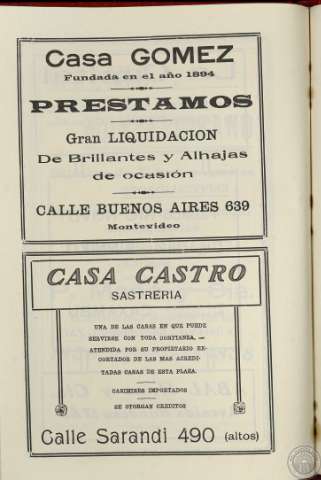 Casa GOMEZ
Fundada en el año 1894
PRESTAMOS
Gran LIQUIDACION
De Brillantes y Alhajas
de ocasión
CALLE BUENOS AIRES 639
Montevideo
CASA CASTRO
SASTRERIA
UNA DE LAS CASAS EN QUE PUEDE
SERVIRSE CON TODA CONFIANZA, —
ATENDIDA POR SU PROPIETARIO EX-
CORTADOR DE LAS MAS ACREDI-
TADAS CASAS DE ESTA PLAZA.
CASIMIRES IMPORTADOS
SE OTORGAN CREDITOS
Calle Sarandi 490 (altos)